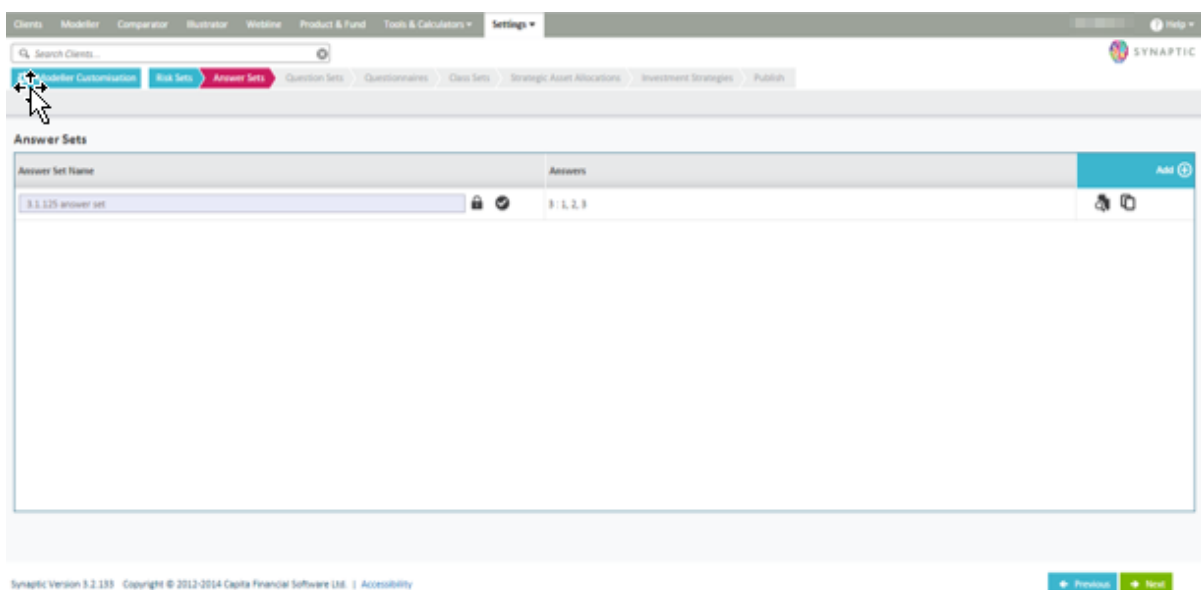 Clients Modeller Comparator Illustrator Webline Product & Fund Tools & Calculators Settings Help
Search Clients... SYNAPTIC
Modeller Customisation Risk Sets Answer Sets Question Sets Questionnaires Class Sets Strategic Asset Allocations Investment Strategies Publish
Answer Sets
Answer Set Name Answers Add
3.1.125 answer set 3 : 1, 2, 3
Synaptic Version 3.2.133 Copyright © 2012-2014 Capita Financial Software Ltd. | Accessibility Previous Next